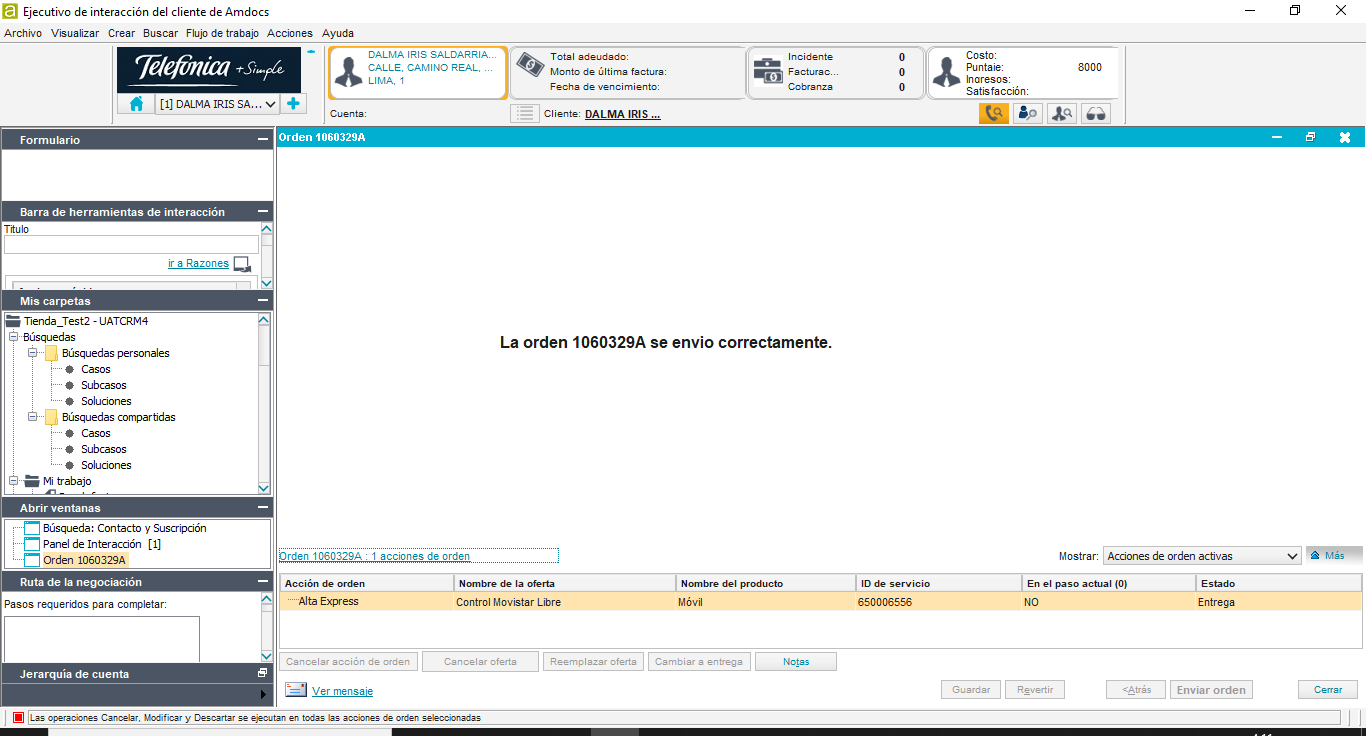 Ejecutivo de interacción del cliente de Amdocs
Archivo Visualizar Crear Buscar Flujo de trabajo Acciones Ayuda
Telefónica +Simple
[1] DALMA IRIS SA...
DALMA IRIS SALDARRIA...
CALLE, CAMINO REAL, ...
LIMA, 1
Total adeudado:
Monto de última factura:
Fecha de vencimiento:
Incidente 0
Facturac... 0
Cobranza 0
Costo:
Puntaie: 8000
Ingresos:
Satisfacción:
Cuenta:
Cliente: DALMA IRIS ...
Formulario
Barra de herramientas de interacción
Titulo
ir a Razones
Mis carpetas
Tienda_Test2 - UATCRM4
Búsquedas
Búsquedas personales
Casos
Subcasos
Soluciones
Búsquedas compartidas
Casos
Subcasos
Soluciones
Mi trabajo
Abrir ventanas
Búsqueda: Contacto y Suscripción
Panel de Interacción [1]
Orden 1060329A
Ruta de la negociación
Pasos requeridos para completar:
Jerarquía de cuenta
Orden 1060329A
La orden 1060329A se envio correctamente.
Orden 1060329A : 1 acciones de orden
Mostrar: Acciones de orden activas
Más
Acción de orden Nombre de la oferta Nombre del producto ID de servicio En el paso actual (0) Estado
Alta Express Control Movistar Libre Móvil 650006556 NO Entrega
Cancelar acción de orden Cancelar oferta Reemplazar oferta Cambiar a entrega Notas
Ver mensaje
Guardar Revertir <Atrás Enviar orden Cerrar
Las operaciones Cancelar, Modificar y Descartar se ejecutan en todas las acciones de orden seleccionadas